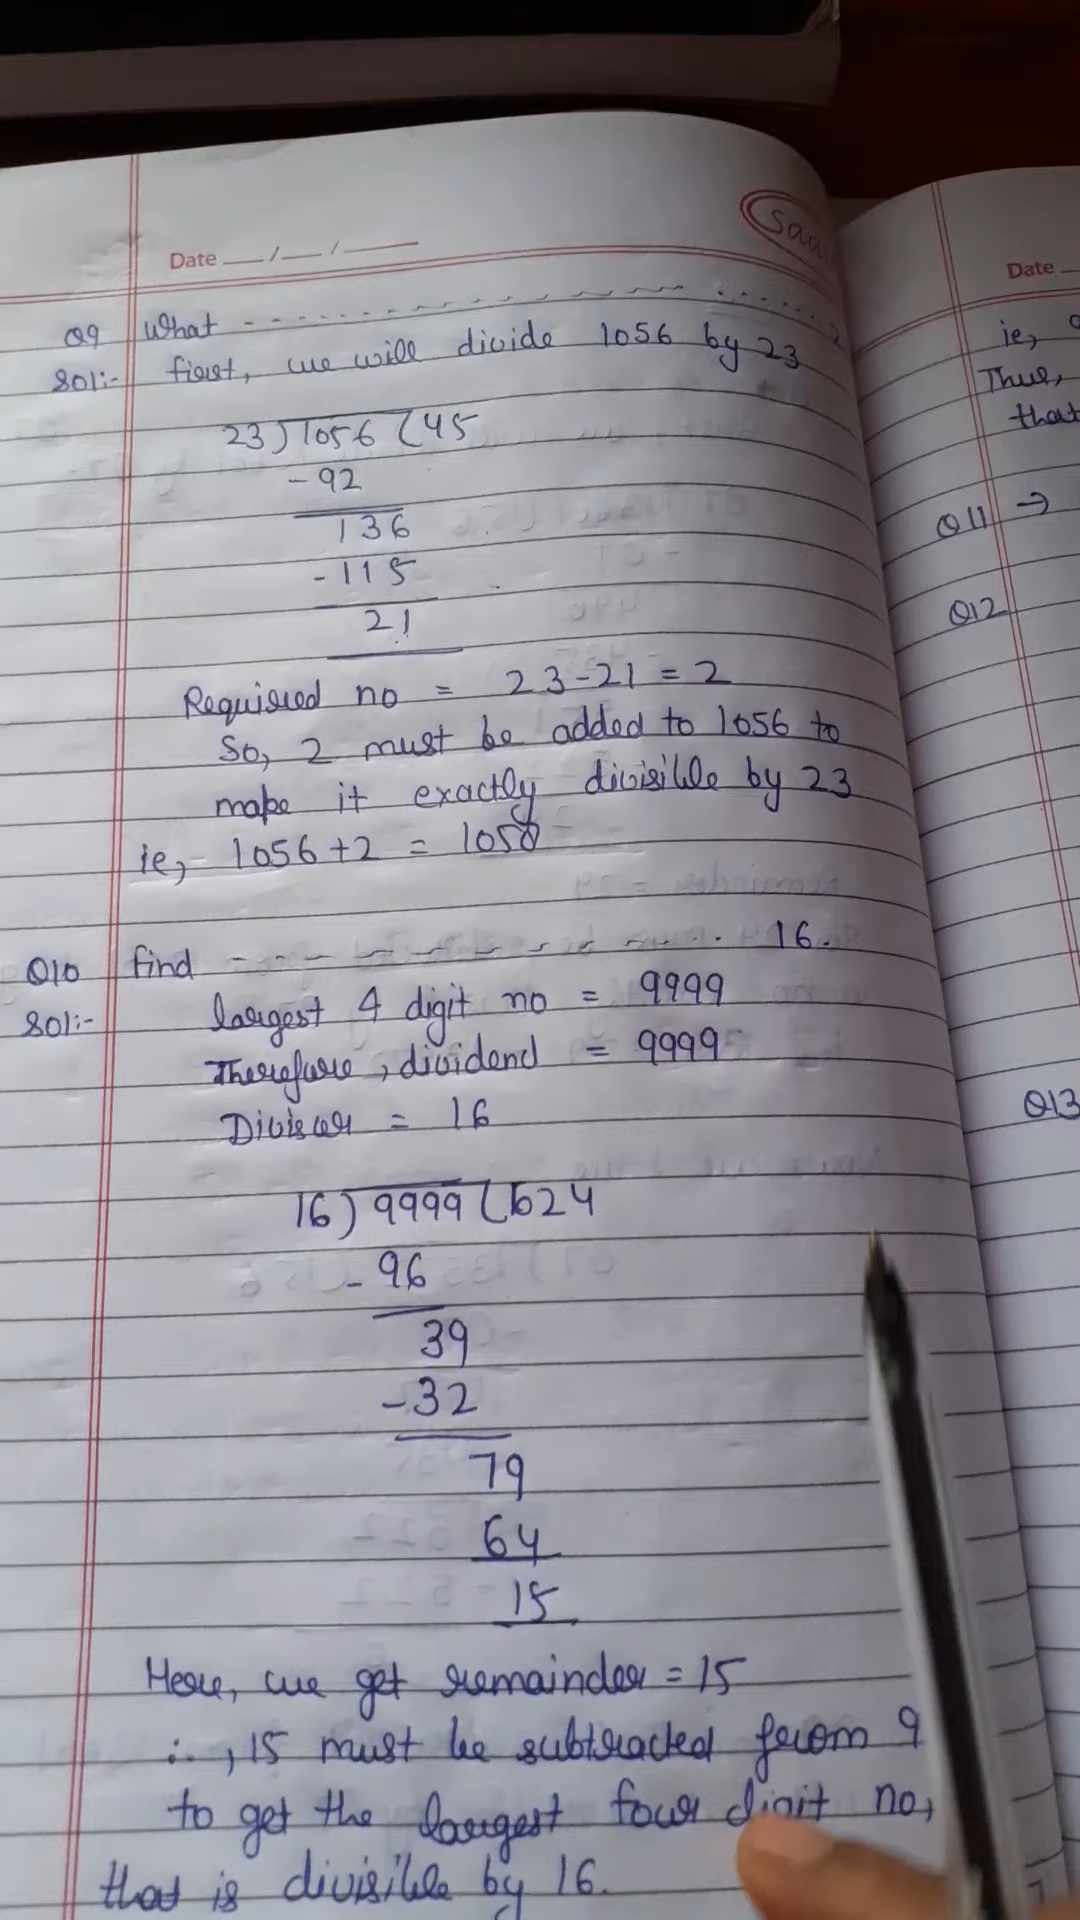 Saa
Date __/__/____
Q9 What - - - - - - - - - - - - - - - ?
Sol:- first, we will divide 1056 by 23
23)1056(45
-92
136
-115
21
Required no = 23-21=2
So, 2 must be added to 1056 to
make it exactly divisible by 23
ie, 1056+2 = 1058
Q10 find - - - - - - - - - - - 16.
Sol:- largest 4 digit no = 9999
Therefore, dividend = 9999
Divisor = 16
16)9999(624
-96
39
-32
79
64
15
Here, we get remainder = 15
∴, 15 must be subtracted from 9
to get the largest four digit no,
that is divisible by 16.
Date
ie,
Thus,
that
Q11 →
Q12
Q13